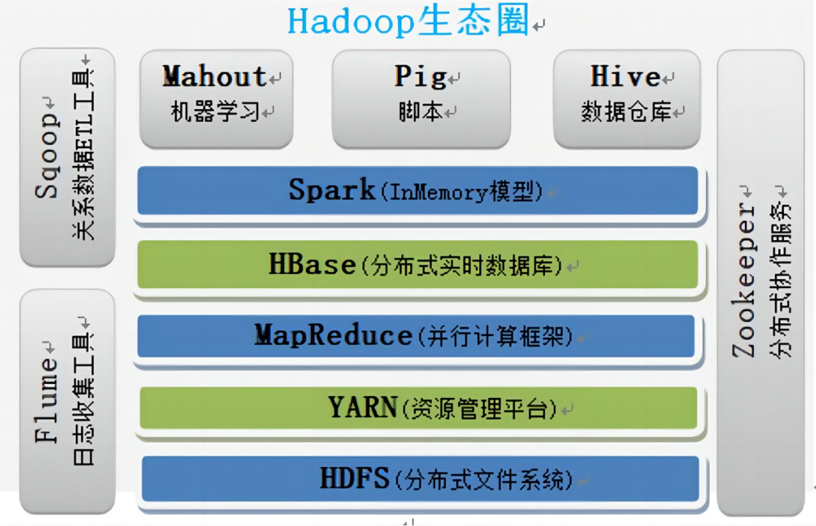 Hadoop生态圈
Sqoop
关系数据ETL工具
Flume
日志收集工具
Mahout
机器学习
Pig
脚本
Hive
数据仓库
Spark(InMemory模型)
HBase(分布式实时数据库)
MapReduce(并行计算框架)
YARN(资源管理平台)
HDFS(分布式文件系统)
Zookeeper
分布式协作服务